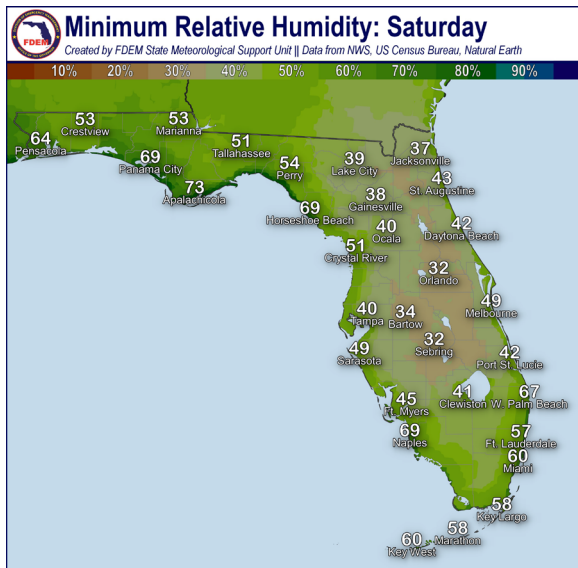 Minimum Relative Humidity: Saturday
Created by FDEM State Meteorological Support Unit || Data from NWS, US Census Bureau, Natural Earth
FDEM
10% 20% 30% 40% 50% 60% 70% 80% 90%
53
Crestview
53
Marianna
64
Pensacola
51
Tallahassee
37
Jacksonville
69
Panama City
54
Perry
39
Lake City
43
St. Augustine
73
Apalachicola
38
Gainesville
69
Horseshoe Beach
40
Ocala
42
Daytona Beach
51
Crystal River
32
Orlando
49
Melbourne
40
Tampa
34
Bartow
32
Sebring
49
Sarasota
42
Port St. Lucie
45
Ft. Myers
41
Clewiston
67
W. Palm Beach
69
Naples
57
Ft. Lauderdale
60
Miami
58
Key Largo
58
Marathon
60
Key West